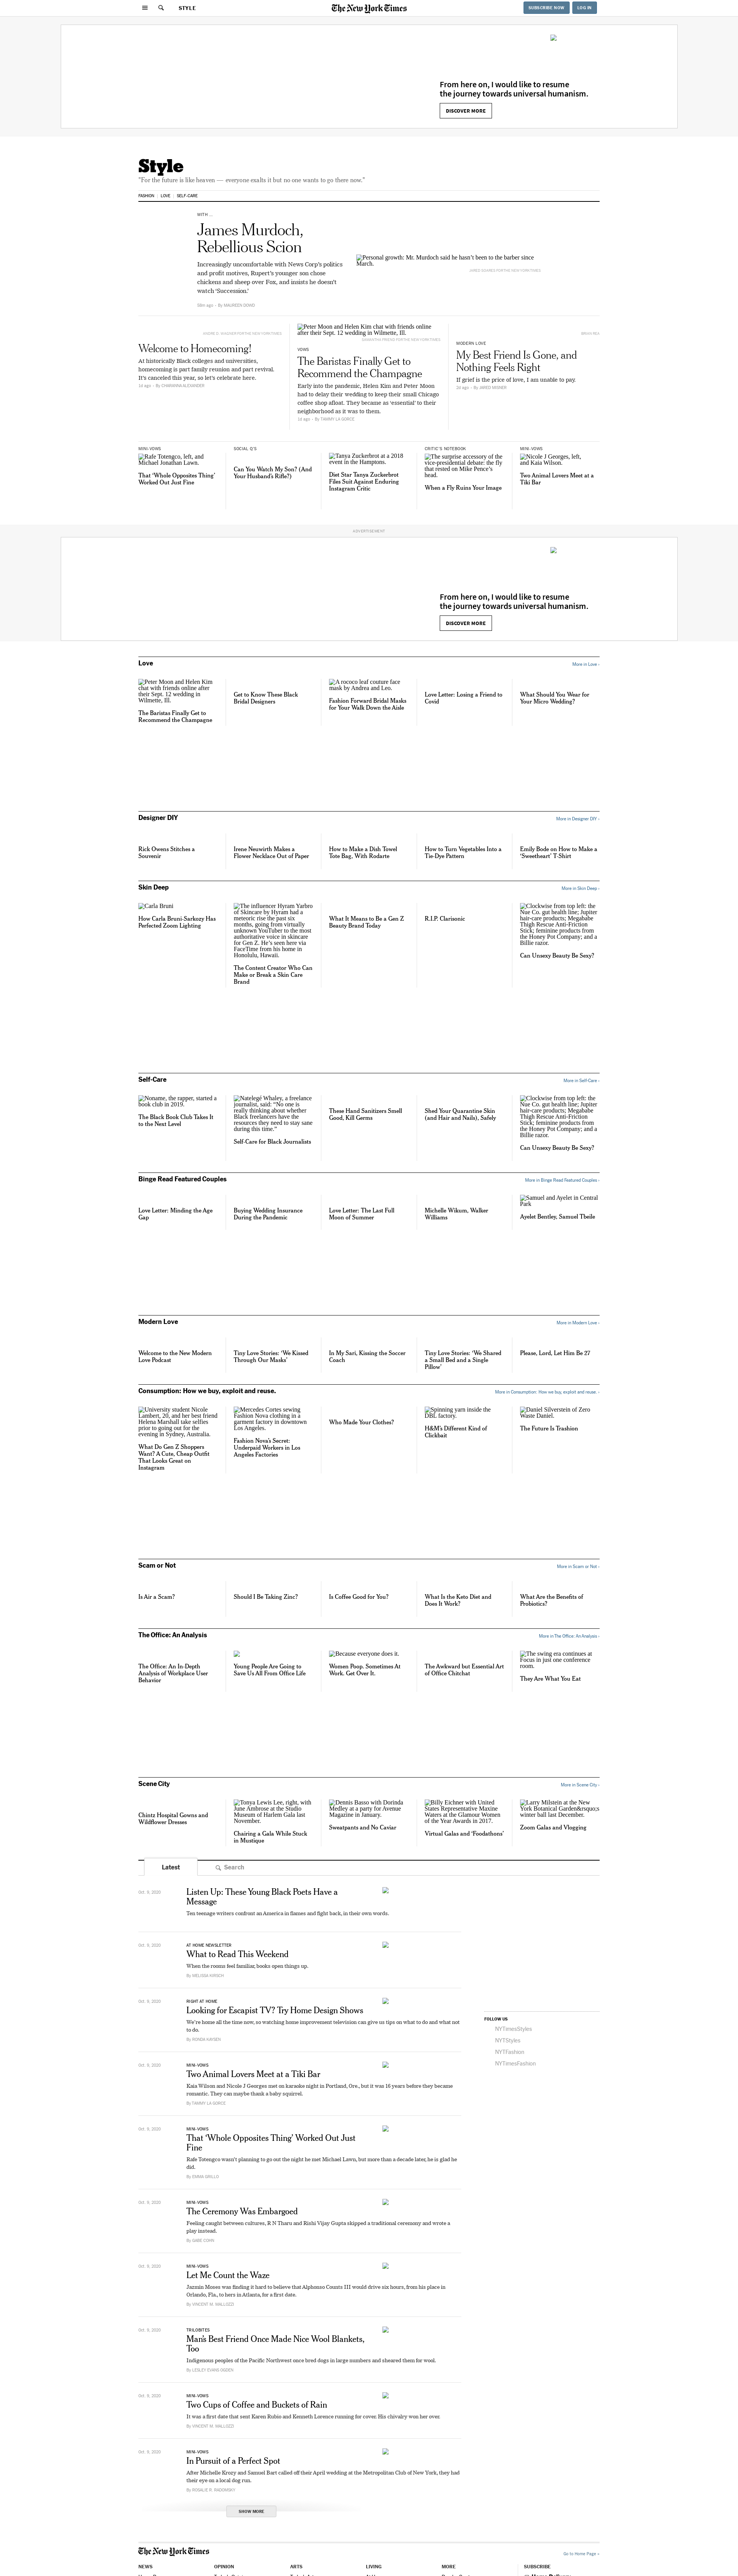 STYLE
The New York Times
SUBSCRIBE NOW
LOG IN
From here on, I would like to resume
the journey towards universal humanism.
DISCOVER MORE
Style
"For the future is like heaven — everyone exalts it but no one wants to go there now."
FASHION
LOVE
SELF-CARE
WITH ...
James Murdoch,
Rebellious Scion
Increasingly uncomfortable with News Corp's politics
and profit motives, Rupert's younger son chose
chickens and sheep over Fox, and insists he doesn't
watch 'Succession.'
By MAUREEN DOWD
Personal growth: Mr. Murdoch said he hasn't been to the barber since
March.
Welcome to Homecoming!
At historically Black colleges and universities,
homecoming is part family reunion and part revival.
It's canceled this year, so let's celebrate here.
1d ago · By CHARANNA ALEXANDER
Peter Moen and Helen Kim chat with friends online
after their Sept. 12 wedding in Wilmette, Ill.
VOWS
The Baristas Finally Get to
Recommend the Champagne
Early into the pandemic, Helen Kim and Peter Moen
had to delay their wedding to keep their small Chicago
coffee shop afloat. They became so 'essential' to their
neighborhood as it was to them.
1d ago · By TAMMY LA GORCE
BRIAN REA
MODERN LOVE
My Best Friend Is Gone, and
Nothing Feels Right
If grief is the price of love, I am unable to pay.
2d ago · By JARED MISNER
MINI-VOWS
Rafe Totengco, left, and
Michael Jonathan Lawn.
That 'Whole Opposites Thing'
Worked Out Just Fine
SOCIAL Q'S
Can You Watch My Son? (And
Your Husband's Rifle?)
Tanya Zuckerbrot at a 2018
event in the Hamptons.
Diet Star Tanya Zuckerbrot
Files Suit Against Enduring
Instagram Critic
CRITIC'S NOTEBOOK
The surprise accessory of the
vice-presidential debate: the fly
that rested on Mike Pence's
head.
When a Fly Ruins Your Image
MINI-VOWS
Nicole J Georges, left,
and Kaia Wilson.
Two Animal Lovers Meet at a
Tiki Bar
ADVERTISEMENT
From here on, I would like to resume
the journey towards universal humanism.
DISCOVER MORE
Love
More in Love ›
Peter Moen and Helen Kim
chat with friends online after
their Sept. 12 wedding in
Wilmette, Ill.
The Baristas Finally Get to
Recommend the Champagne
Get to Know These Black
Bridal Designers
A rococo leaf couture face
mask by Andrea and Leo.
Fashion Forward Bridal Masks
for Your Walk Down the Aisle
Love Letter: Losing a Friend to
Covid
What Should You Wear for
Your Micro Wedding?
Designer DIY
More in Designer DIY ›
Rick Owens Stitches a
Souvenir
Irene Neuwirth Makes a
Flower Necklace Out of Paper
How to Make a Dish Towel
Tote Bag, With Rodarte
How to Turn Vegetables Into a
Tie-Dye Pattern
Emily Bode on How to Make a
'Sweetheart' T-Shirt
Skin Deep
More in Skin Deep ›
Carla Bruni
How Carla Bruni-Sarkozy Has
Perfected Zoom Lighting
The influencer Hyram Yarbro
of Skincare by Hyram had a
meteoric rise the past six
months, going from virtually
unknown YouTuber to the most
authoritative voice in skincare
for Gen Z. He's seen here via
FaceTime from his home in
Honolulu, Hawaii.
The Content Creator Who Can
Make or Break a Skin Care
Brand
What It Means to Be a Gen Z
Beauty Brand Today
R.I.P. Clarisonic
Clockwise from top left: the
Nue Co. gut health line; Jupiter
hair-care products; Megababe
Thigh Rescue Anti-Friction
Stick; feminine products from
the Honey Pot Company; and a
Billie razor.
Can Unsexy Beauty Be Sexy?
Self-Care
More in Self-Care ›
Noname, the rapper, started a
book club in 2019.
The Black Book Club Takes It
to the Next Level
Natelegé Whaley, a freelance
journalist, said: "No one is
really thinking about whether
Black freelancers have the
resources they need to stay sane
during this time."
Self-Care for Black Journalists
These Hand Sanitizers Smell
Good, Kill Germs
Shed Your Quarantine Skin
(and Hair and Nails), Safely
Clockwise from top left: the
Nue Co. gut health line; Jupiter
hair-care products; Megababe
Thigh Rescue Anti-Friction
Stick; feminine products from
the Honey Pot Company; and a
Billie razor.
Can Unsexy Beauty Be Sexy?
Binge Read Featured Couples
More in Binge Read Featured Couples ›
Love Letter: Minding the Age
Gap
Buying Wedding Insurance
During the Pandemic
Love Letter: The Last Full
Moon of Summer
Michelle Wikum, Walker
Williams
Samuel and Ayelet in Central
Park
Ayelet Bentley, Samuel Tbeile
Modern Love
More in Modern Love ›
Welcome to the New Modern
Love Podcast
Tiny Love Stories: 'We Kissed
Through Our Masks'
In My Sari, Kissing the Soccer
Coach
Tiny Love Stories: 'We Shared
a Small Bed and a Single
Pillow'
Please, Lord, Let Him Be 27
Consumption: How we buy, exploit and reuse.
More in Consumption: How we buy, exploit and reuse. ›
University student Nicole
Lambert, 20, and her best friend
Helena Marshall take selfies
prior to going out for the
evening in Sydney, Australia.
What Do Gen Z Shoppers
Want? A Cute, Cheap Outfit
That Looks Great on
Instagram
Mercedes Cortes sewing
Fashion Nova clothing in a
garment factory in downtown
Los Angeles.
Fashion Nova's Secret:
Underpaid Workers in Los
Angeles Factories
Who Made Your Clothes?
Spinning yarn inside the
DBL factory.
H&M's Different Kind of
Clickbait
Daniel Silverstein of Zero
Waste Daniel.
The Future Is Trashion
Scam or Not
More in Scam or Not ›
Is Air a Scam?
Should I Be Taking Zinc?
Is Coffee Good for You?
What Is the Keto Diet and
Does It Work?
What Are the Benefits of
Probiotics?
The Office: An Analysis
More in The Office: An Analysis ›
The Office: An In-Depth
Analysis of Workplace User
Behavior
Young People Are Going to
Save Us All From Office Life
Because everyone does it.
Women Poop. Sometimes At
Work. Get Over It.
The Awkward but Essential Art
of Office Chitchat
The swing era continues at
Focus in just one conference
room.
They Are What You Eat
Scene City
More in Scene City ›
Chintz Hospital Gowns and
Wildflower Dresses
Tonya Lewis Lee, right, with
June Ambrose at the Studio
Museum of Harlem Gala last
November.
Chairing a Gala While Stuck
in Mustique
Dennis Basso with Dorinda
Medley at a party for Avenue
Magazine in January.
Sweatpants and No Caviar
Billy Eichner with United
States Representative Maxine
Waters at the Glamour Women
of the Year Awards in 2017.
Virtual Galas and 'Foodathons'
Larry Milstein at the New
York Botanical Garden&rsquo;s
winter ball last December.
Zoom Galas and Vlogging
Latest
Search
Oct. 9, 2020
Listen Up: These Young Black Poets Have a
Message
Ten teenage writers confront an America in flames and fight back, in their own words.
Oct. 9, 2020
AT HOME NEWSLETTER
What to Read This Weekend
When the rooms feel familiar, books open things up.
By MELISSA KIRSCH
Oct. 9, 2020
RIGHT AT HOME
Looking for Escapist TV? Try Home Design Shows
We're home all the time now, so watching home improvement television can give us tips on what to do and what not
to do.
By RONDA KAYSEN
Oct. 9, 2020
MINI-VOWS
Two Animal Lovers Meet at a Tiki Bar
Kaia Wilson and Nicole J Georges met on karaoke night in Portland, Ore., but it was 16 years before they became
romantic. They can maybe thank a baby squirrel.
By TAMMY LA GORCE
Oct. 9, 2020
MINI-VOWS
That 'Whole Opposites Thing' Worked Out Just
Fine
Rafe Totengco wasn't planning to go out the night he met Michael Lawn, but more than a decade later, he is glad he
did.
Oct. 9, 2020
MINI-VOWS
The Ceremony Was Embargoed
Feeling caught between cultures, R N Tharu and Rishi Vijay Gupta skipped a traditional ceremony and wrote a
play instead.
By GABE COHN
Oct. 9, 2020
MINI-VOWS
Let Me Count the Waze
Jazmin Moses was finding it hard to believe that Alphonso Counts III would drive six hours, from his place in
Orlando, Fla., to hers in Atlanta, for a first date.
By VINCENT M. MALLOZZI
Oct. 9, 2020
TRILOBITES
Man's Best Friend Once Made Nice Wool Blankets,
Too
Indigenous peoples of the Pacific Northwest once bred dogs in large numbers and sheared them for wool.
By LESLEY EVANS OGDEN
Oct. 9, 2020
MINI-VOWS
Two Cups of Coffee and Buckets of Rain
It was a first date that sent Karen Rubin and Kenneth Lorence running for cover. His chivalry won her over.
By VINCENT M. MALLOZZI
Oct. 9, 2020
MINI-VOWS
In Pursuit of a Perfect Spot
After Michelle Krozy and Samuel Bart called off their April wedding at the Metropolitan Club of New York, they had
their eye on a local dog run.
By ROSALIE R. RADOMSKY
SHOW MORE
FOLLOW US
NYTimesStyles
NYTStyles
NYTFashion
NYTimesFashion
The New York Times
Go to Home Page »
NEWS
OPINION
ARTS
LIVING
MORE
SUBSCRIBE